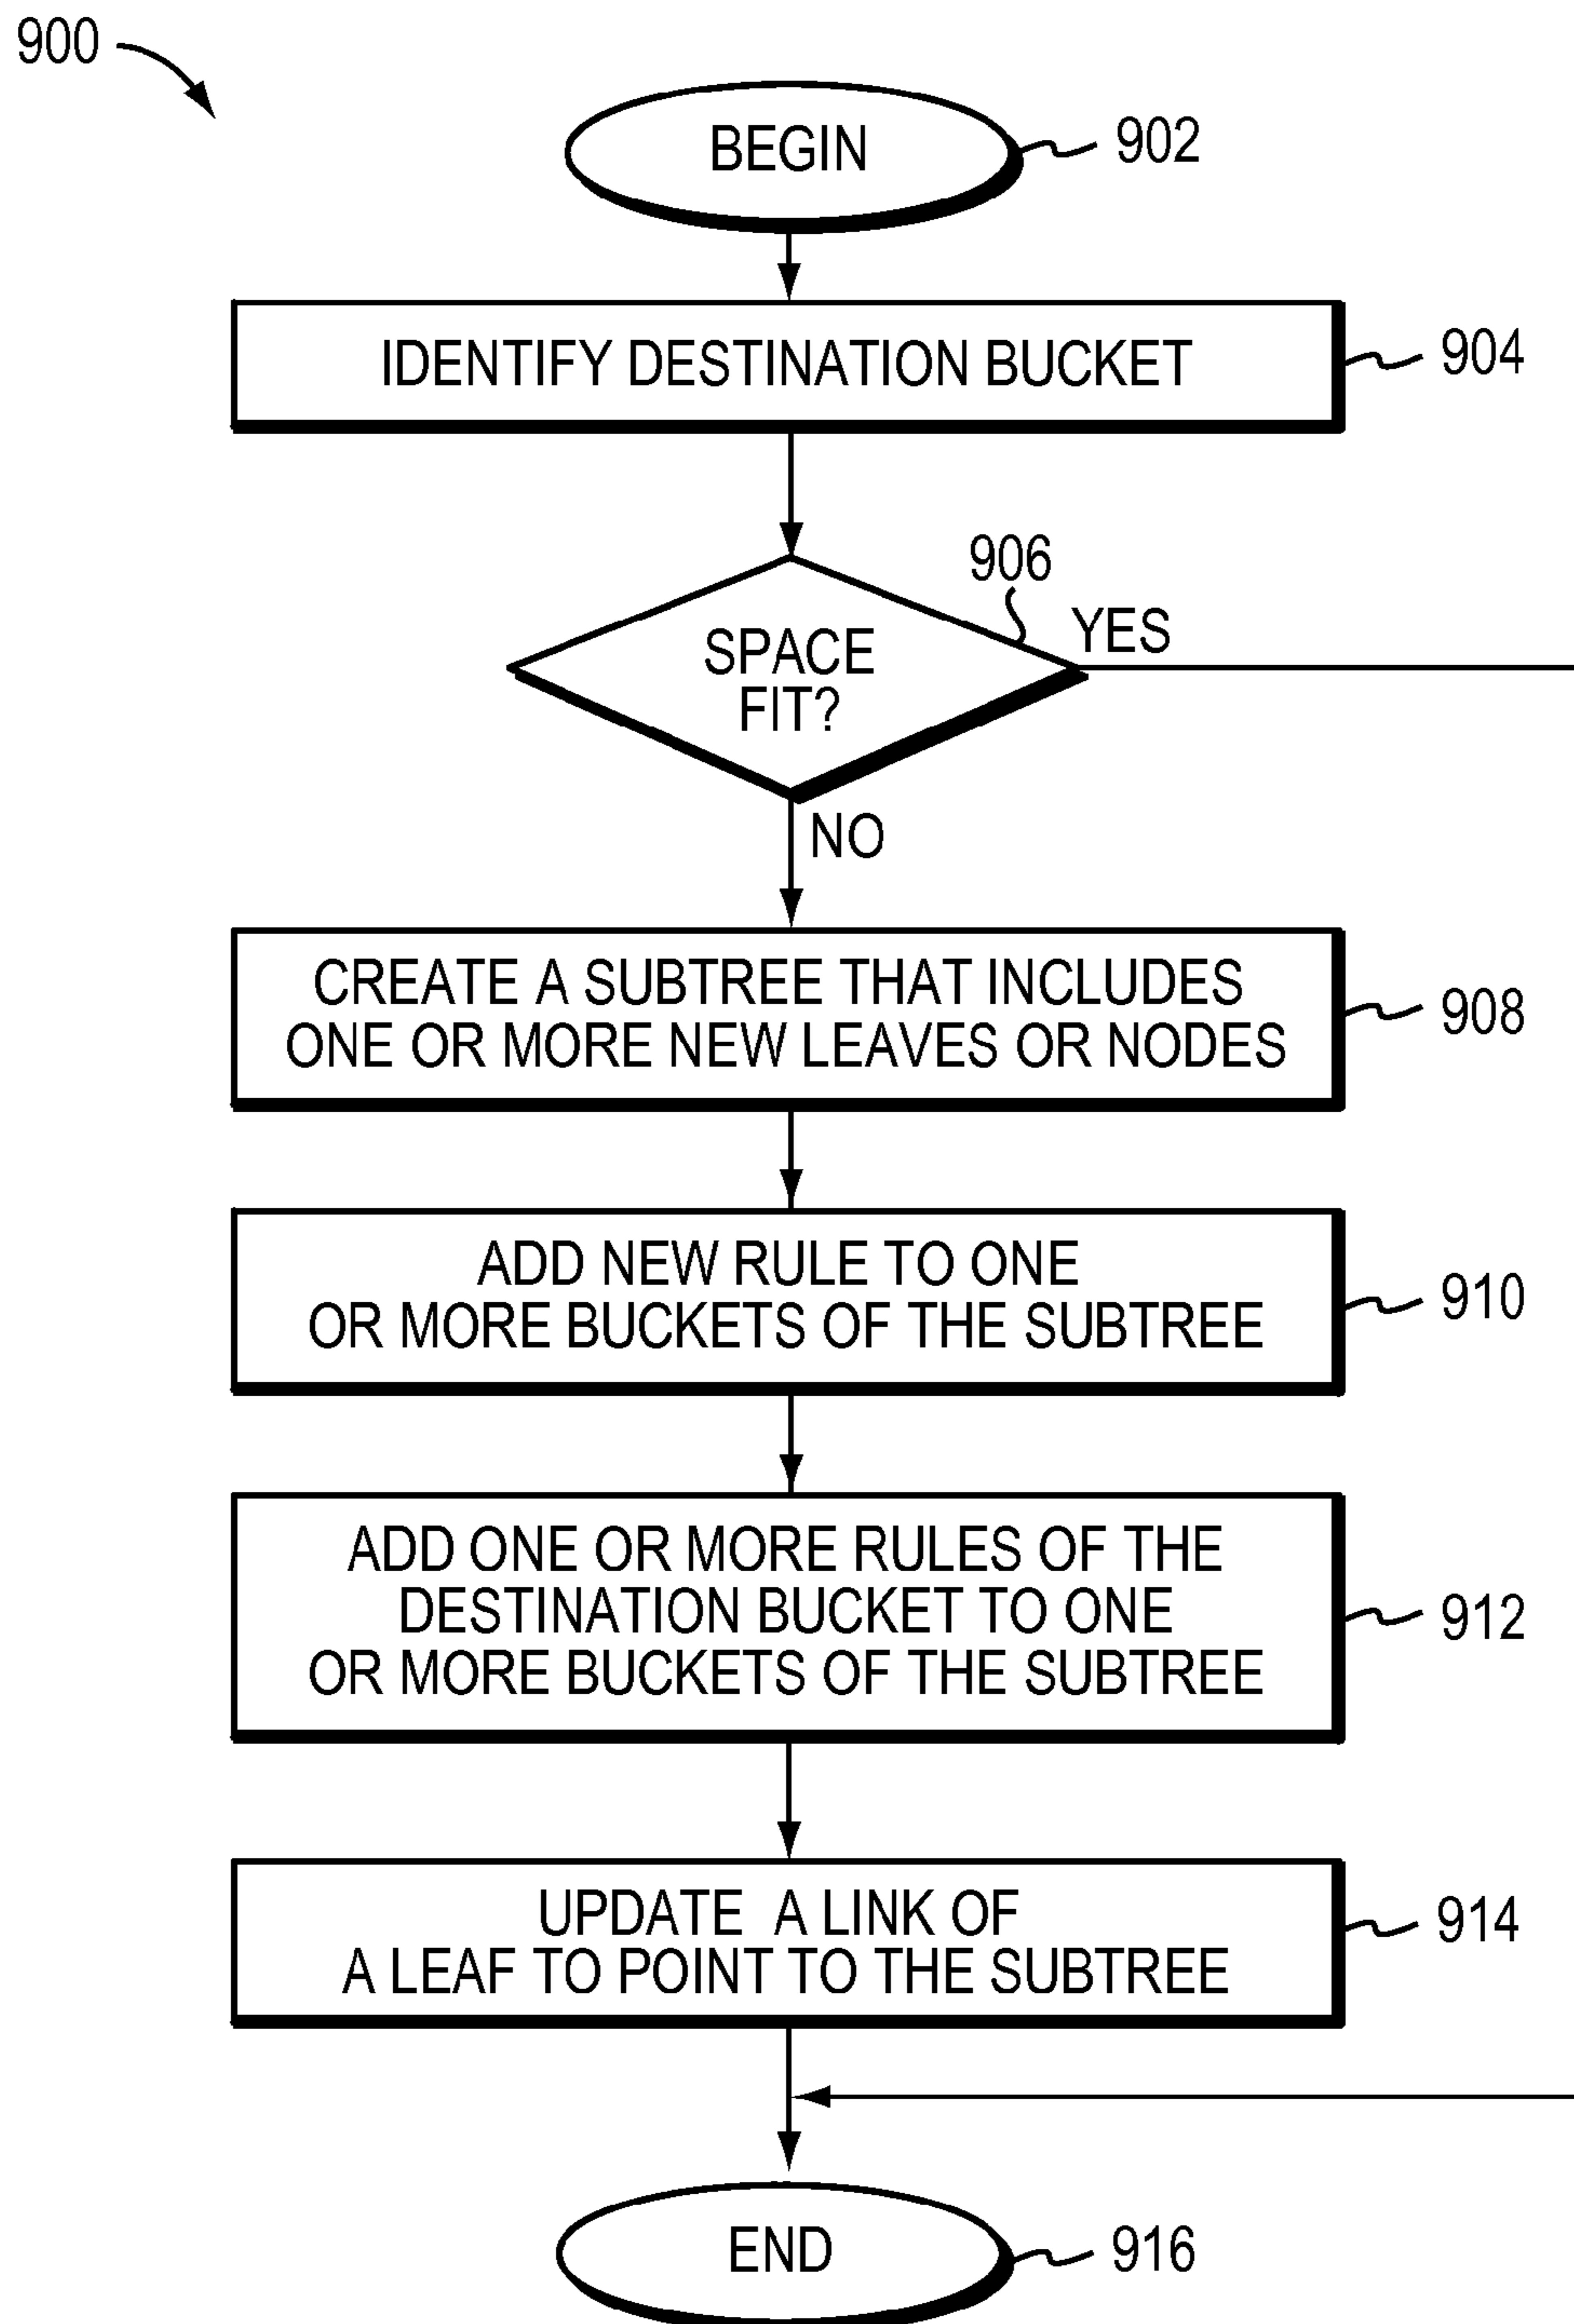 900
BEGIN
902
IDENTIFY DESTINATION BUCKET
904
906
SPACE
FIT?
YES
NO
CREATE A SUBTREE THAT INCLUDES
ONE OR MORE NEW LEAVES OR NODES
908
ADD NEW RULE TO ONE
OR MORE BUCKETS OF THE SUBTREE
910
ADD ONE OR MORE RULES OF THE
DESTINATION BUCKET TO ONE
OR MORE BUCKETS OF THE SUBTREE
912
UPDATE A LINK OF
A LEAF TO POINT TO THE SUBTREE
914
END
916